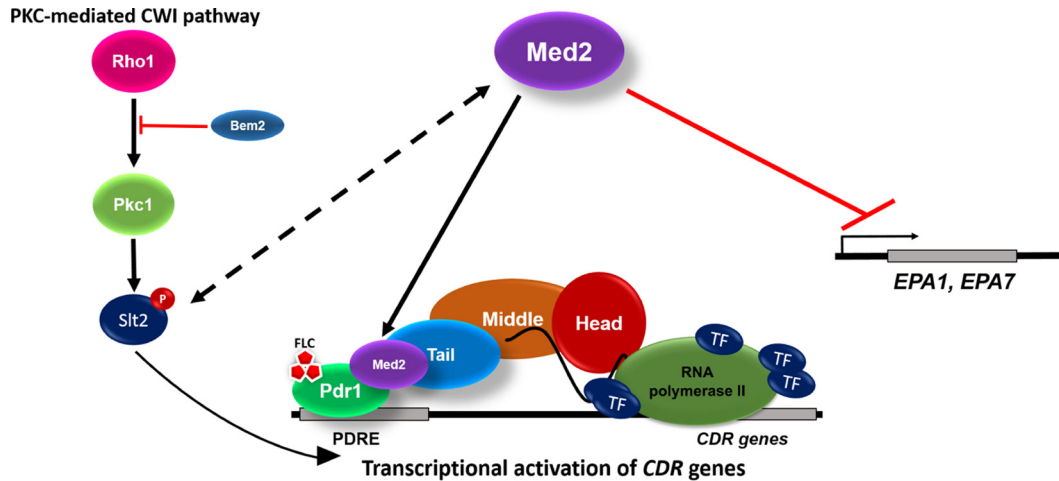 PKC-mediated CWI pathway
Rho1
Med2
Bem2
Pkc1
EPA1, EPA7
P
Slt2
Middle
Head
FLC
Med2
Tail
TF
TF
TF
RNA
polymerase II
Pdr1
TF
PDRE
CDR genes
Transcriptional activation of CDR genes